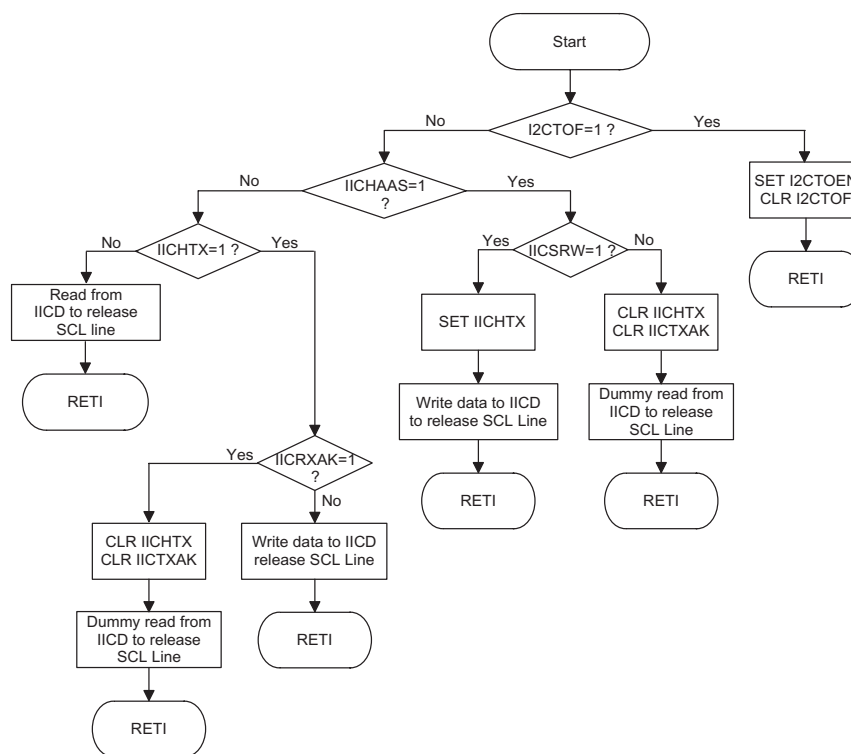 Start
I2CTOF=1 ?
No
Yes
IICHAAS=1
?
No
Yes
SET I2CTOEN
CLR I2CTOF
RETI
IICHTX=1 ?
No
Yes
IICSRW=1 ?
Yes
No
Read from
IICD to release
SCL line
RETI
SET IICHTX
Write data to IICD
to release SCL Line
RETI
CLR IICHTX
CLR IICTXAK
Dummy read from
IICD to release
SCL Line
RETI
IICRXAK=1
?
Yes
No
CLR IICHTX
CLR IICTXAK
Dummy read from
IICD to release
SCL Line
RETI
Write data to IICD
release SCL Line
RETI